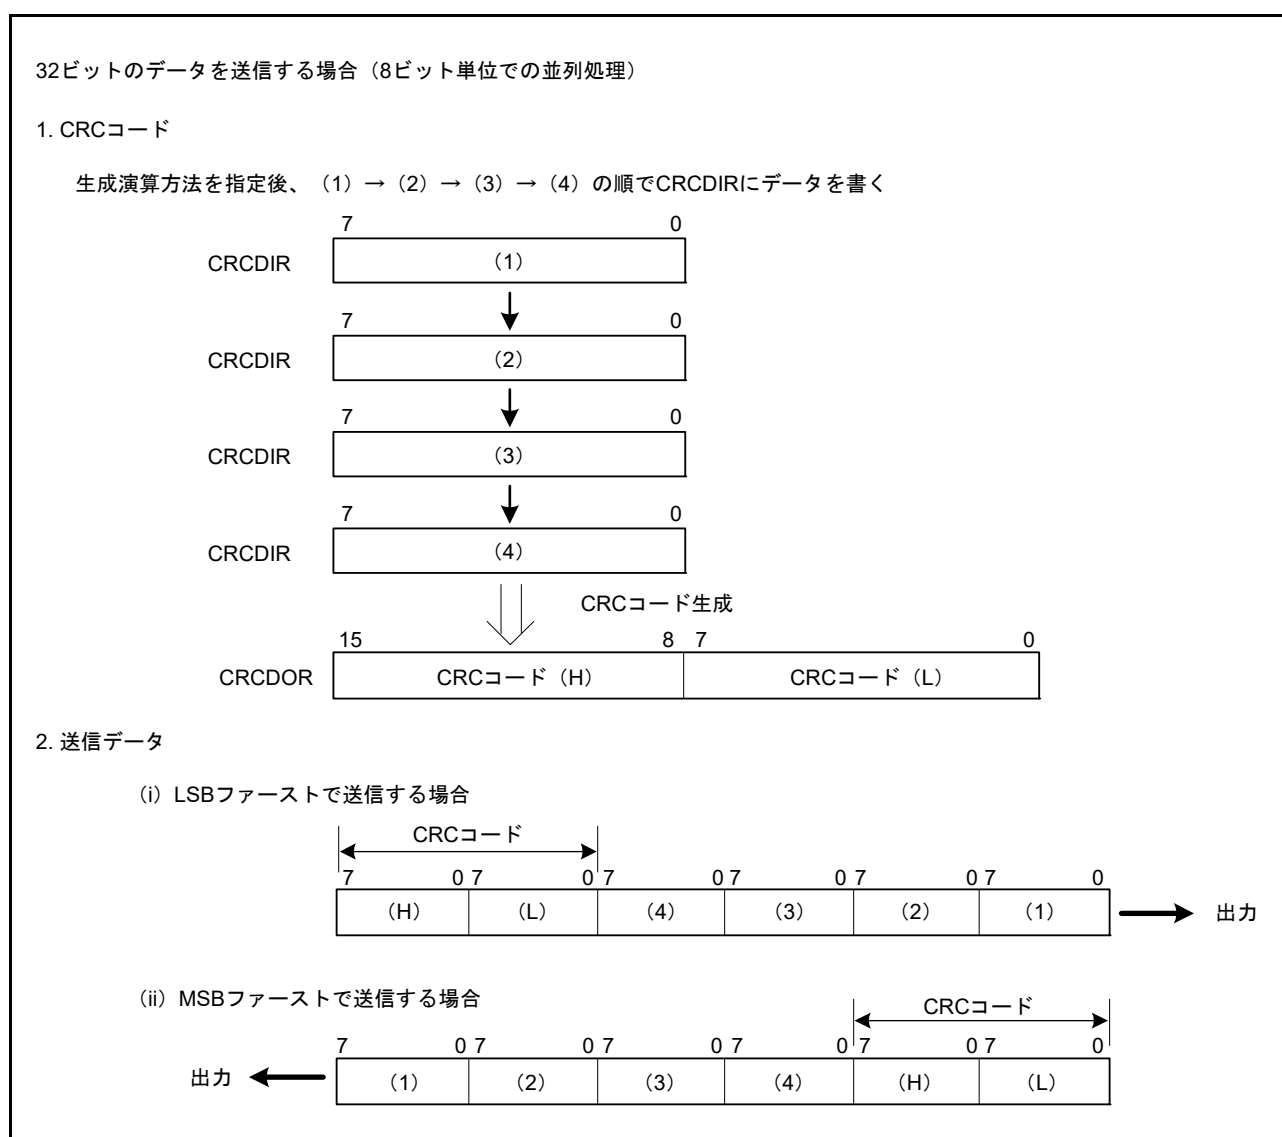 32ビットのデータを送信する場合（8ビット単位での並列処理）
1. CRCコード
生成演算方法を指定後、（1）→（2）→（3）→（4）の順でCRCDIRにデータを書く
7 0
CRCDIR （1）
7 0
CRCDIR （2）
7 0
CRCDIR （3）
7 0
CRCDIR （4）
CRCコード生成
15 8 7 0
CRCDOR CRCコード（H） CRCコード（L）
2. 送信データ
（i）LSBファーストで送信する場合
CRCコード
7 0 7 0 7 0 7 0 7 0 7 0
（H） （L） （4） （3） （2） （1） 出力
（ii）MSBファーストで送信する場合
CRCコード
7 0 7 0 7 0 7 0 7 0 7 0
出力 （1） （2） （3） （4） （H） （L）